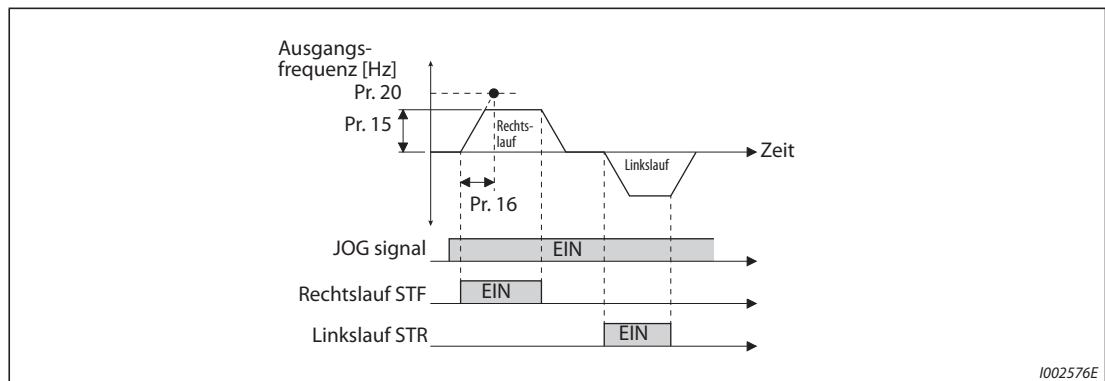 Ausgangs-
frequenz [Hz]
Pr. 20
Pr. 15
Rechts-
lauf
Zeit
Linkslauf
Pr. 16
JOG signal
EIN
Rechtslauf STF
EIN
Linkslauf STR
EIN
I002576E